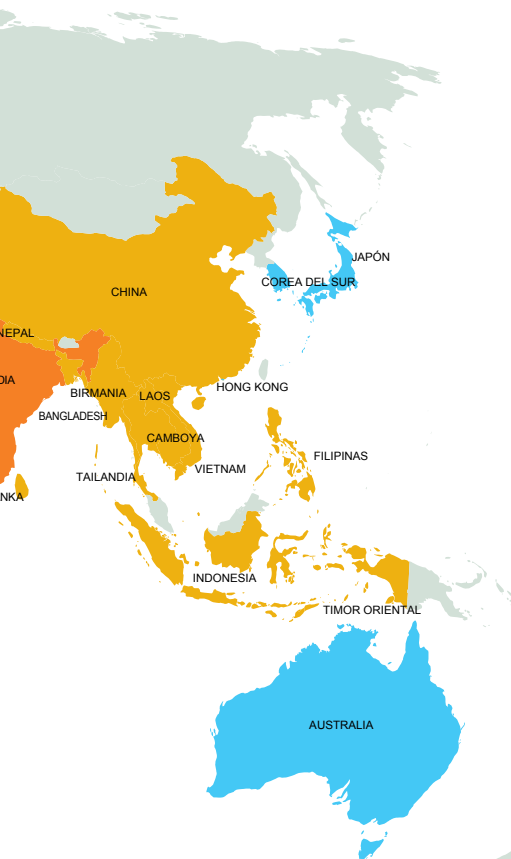 JAPÓN
COREA DEL SUR
CHINA
NEPAL
DIA
HONG KONG
BIRMANIA
LAOS
BANGLADESH
CAMBOYA
FILIPINAS
VIETNAM
TAILANDIA
NKA
INDONESIA
TIMOR ORIENTAL
AUSTRALIA